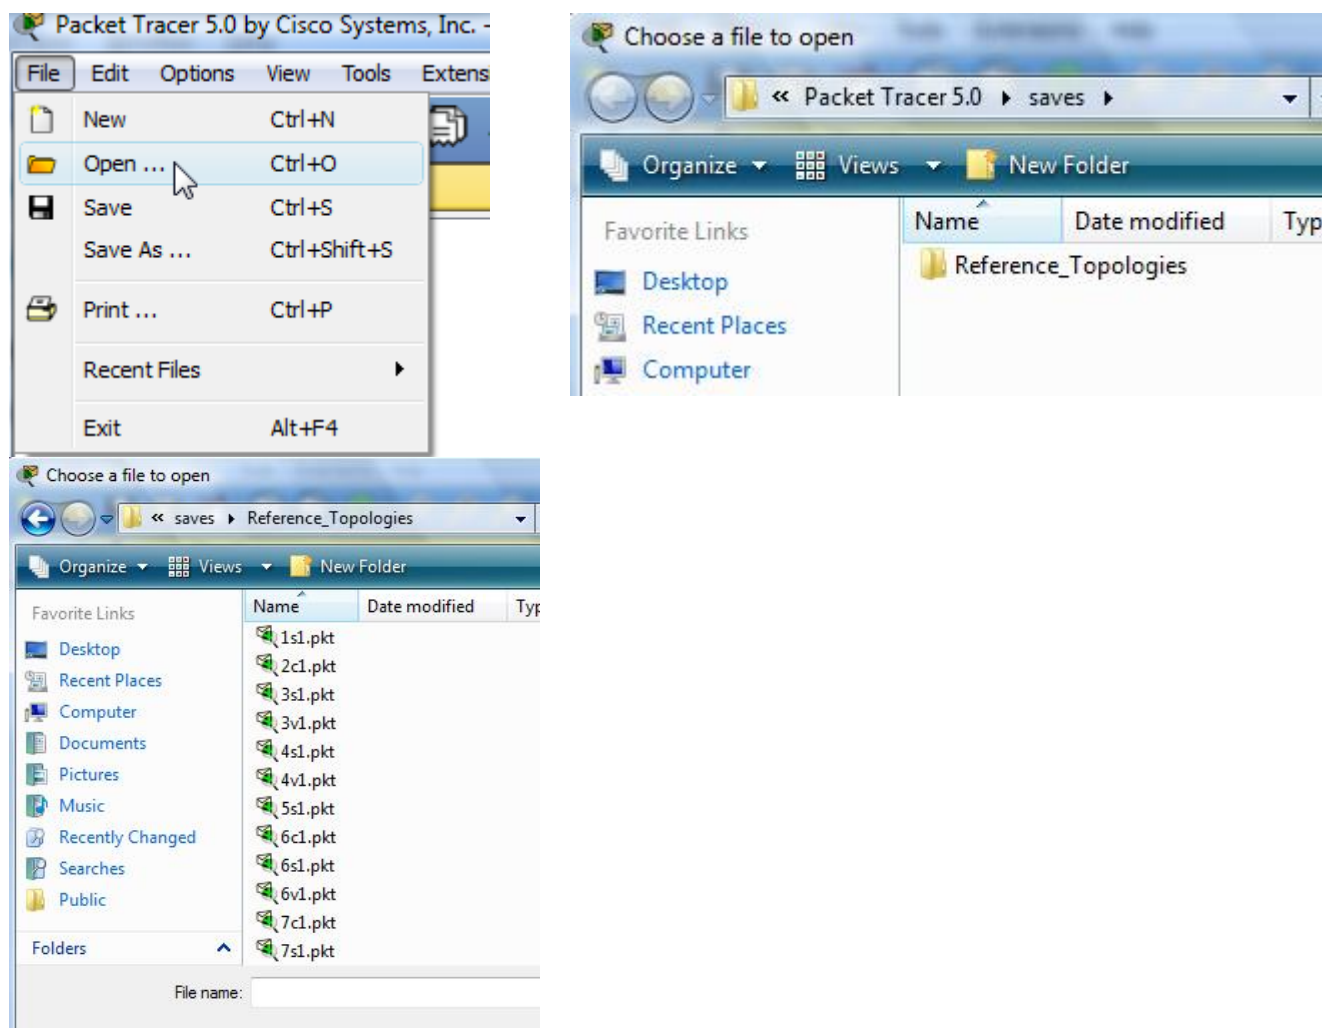 Packet Tracer 5.0 by Cisco Systems, Inc. -
File Edit Options View Tools Extensi
New Ctrl+N
Open ... Ctrl+O
Save Ctrl+S
Save As ... Ctrl+Shift+S
Print ... Ctrl+P
Recent Files
Exit Alt+F4
Choose a file to open
« Packet Tracer 5.0 saves
Organize Views New Folder
Favorite Links
Name Date modified Typ
Desktop
Recent Places
Computer
Reference_Topologies
Choose a file to open
« saves Reference_Topologies
Organize Views New Folder
Favorite Links
Desktop
Recent Places
Computer
Documents
Pictures
Music
Recently Changed
Searches
Public
Folders
Name Date modified Typ
1s1.pkt
2c1.pkt
3s1.pkt
3v1.pkt
4s1.pkt
4v1.pkt
5s1.pkt
6c1.pkt
6s1.pkt
6v1.pkt
7c1.pkt
7s1.pkt
File name: